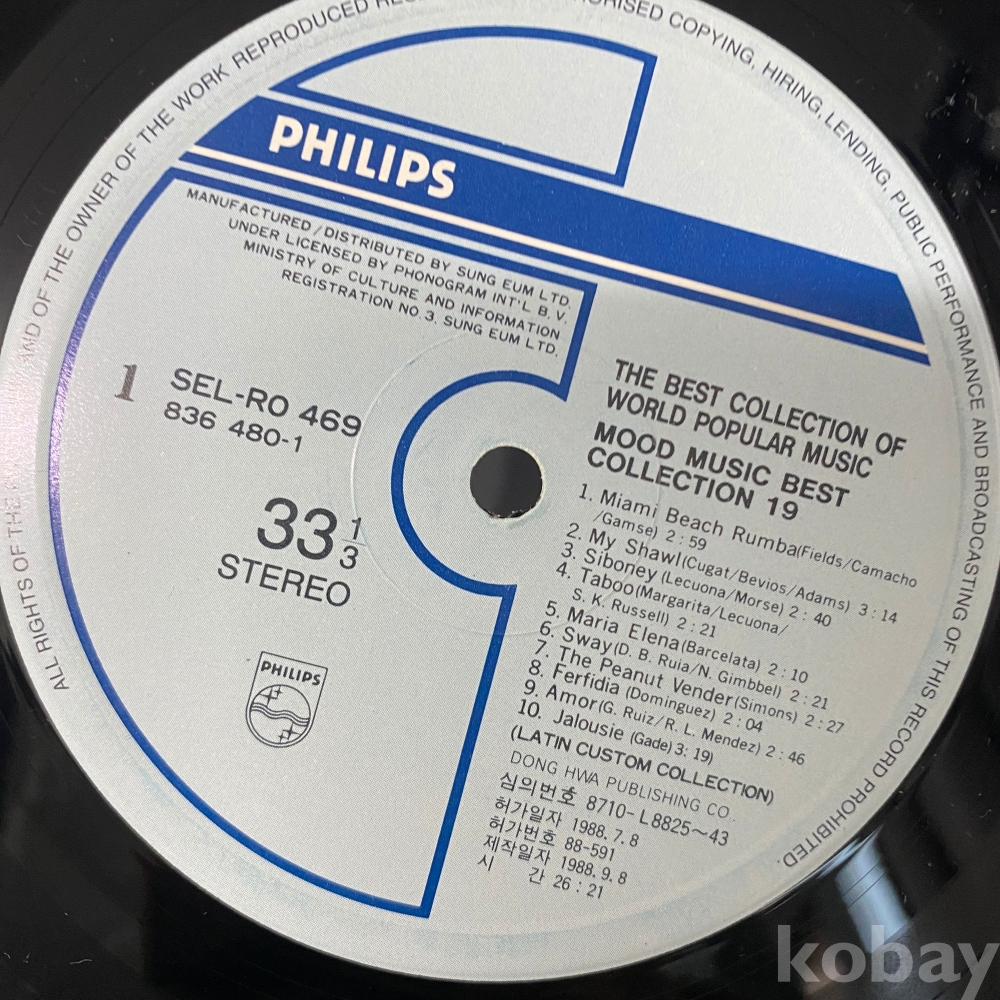 ALL RIGHTS OF THE AND OF THE OWNER OF THE WORK REPRODUCED COPYING, HIRING, LENDING, PUBLIC PERFORMANCE AND BROADCASTING OF THIS RECORD PROHIBITED.
PHILIPS
MANUFACTURED/DISTRIBUTED BY SUNG EUM LTD.
UNDER LICENSED BY PHONOGRAM INT'L B.V.
MINISTRY OF CULTURE AND INFORMATION
REGISTRATION NO.3. SUNG EUM LTD.
1
SEL-RO 469
836 480-1
33 1/3
STEREO
PHILIPS
THE BEST COLLECTION OF
WORLD POPULAR MUSIC
MOOD MUSIC BEST
COLLECTION 19
1. Miami Beach Rumba(Fields/Camacho
/Gamse) 2:59
2. My Shawl(Cugat/Bevios/Adams) 3:14
3. Siboney (Lecuona/Morse) 2:40
4. Taboo(Margarita/Lecuona/
S. K. Russell) 2:21
5. Maria Elena(Barcelata) 2:10
6. Sway(D. B. Ruia/N. Gimbbel) 2:21
7. The Peanut Vender(Simons) 2:27
8. Ferfidia (Dominguez) 2:04
9. Amor(G. Ruiz/R. L. Mendez) 2:46
10. Jalousie (Gade)3:19)
(LATIN CUSTOM COLLECTION)
DONG HWA PUBLISHING CO.
심의번호 8710-L8825~43
허가일자 1988.7.8
허가번호 88-591
제작일자 1988.9.8
시 간 26:21
kobay